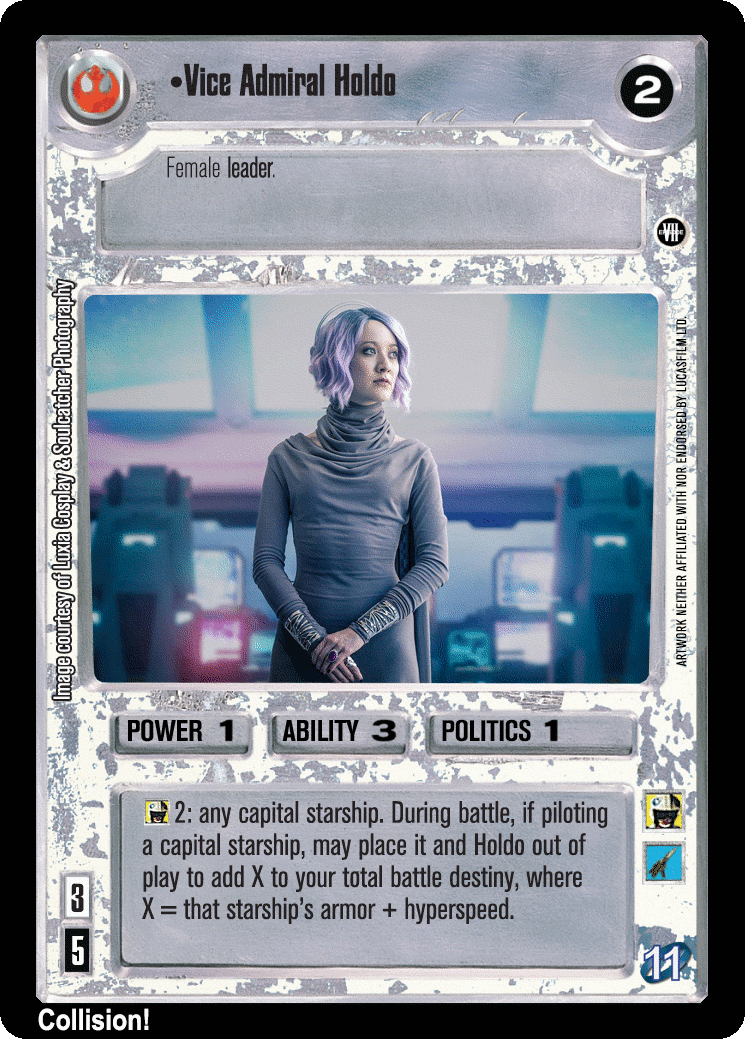 •Vice Admiral Holdo
2
Female leader.
EPISODE
VII
Image courtesy of Luxia Cosplay & Soulcatcher Photography
ARTWORK NEITHER AFFILIATED WITH NOR ENDORSED BY LUCASFILM LTD.
POWER 1
ABILITY 3
POLITICS 1
2: any capital starship. During battle, if piloting
a capital starship, may place it and Holdo out of
play to add X to your total battle destiny, where
X = that starship's armor + hyperspeed.
3
5
11
Collision!